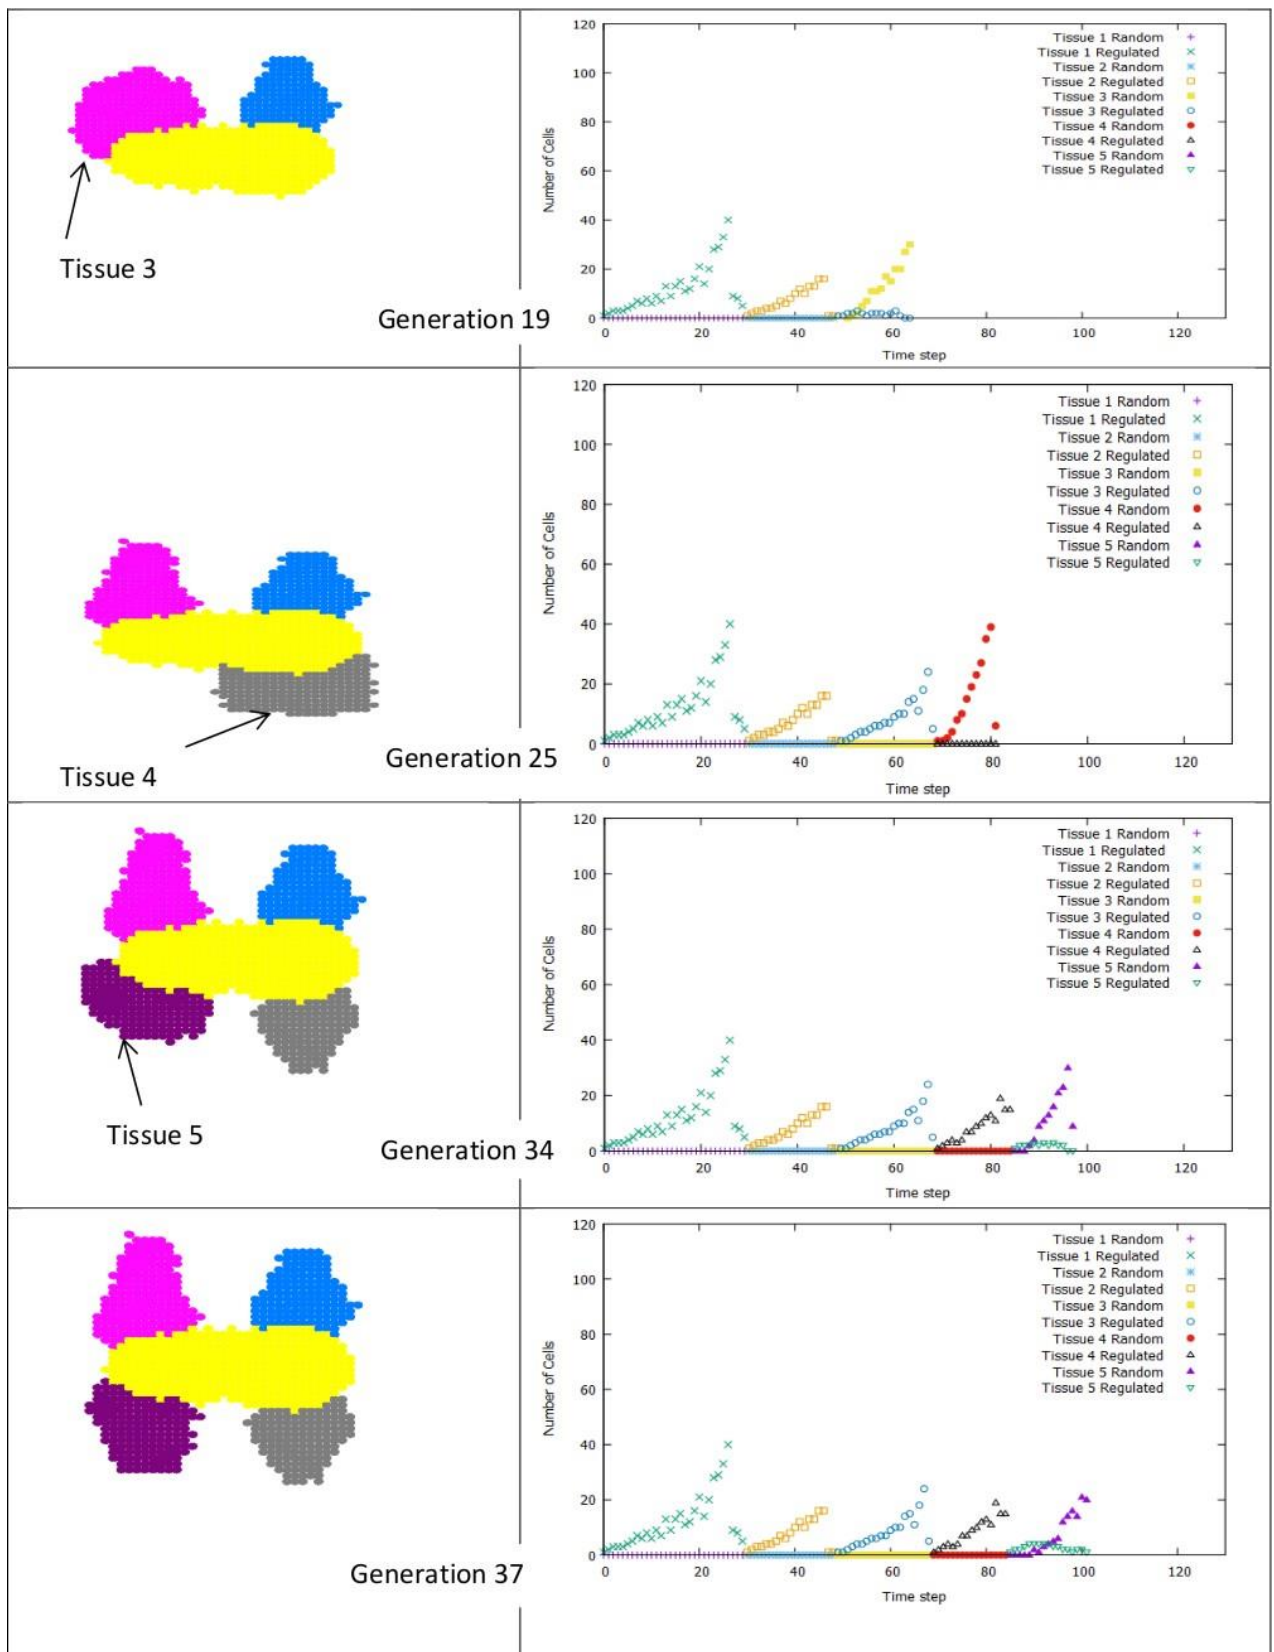 Tissue 3
Generation 19
120
100
80
60
40
20
0
Number of Cells
Tissue 1 Random
Tissue 1 Regulated
Tissue 2 Random
Tissue 2 Regulated
Tissue 3 Random
Tissue 3 Regulated
Tissue 4 Random
Tissue 4 Regulated
Tissue 5 Random
Tissue 5 Regulated
0 20 40 60 80 100 120
Time step
Tissue 4
Generation 25
120
100
80
60
40
20
0
Number of Cells
Tissue 1 Random
Tissue 1 Regulated
Tissue 2 Random
Tissue 2 Regulated
Tissue 3 Random
Tissue 3 Regulated
Tissue 4 Random
Tissue 4 Regulated
Tissue 5 Random
Tissue 5 Regulated
0 20 40 60 80 100 120
Time step
Tissue 5
Generation 34
120
100
80
60
40
20
0
Number of Cells
Tissue 1 Random
Tissue 1 Regulated
Tissue 2 Random
Tissue 2 Regulated
Tissue 3 Random
Tissue 3 Regulated
Tissue 4 Random
Tissue 4 Regulated
Tissue 5 Random
Tissue 5 Regulated
0 20 40 60 80 100 120
Time step
Generation 37
120
100
80
60
40
20
0
Number of Cells
Tissue 1 Random
Tissue 1 Regulated
Tissue 2 Random
Tissue 2 Regulated
Tissue 3 Random
Tissue 3 Regulated
Tissue 4 Random
Tissue 4 Regulated
Tissue 5 Random
Tissue 5 Regulated
0 20 40 60 80 100 120
Time step